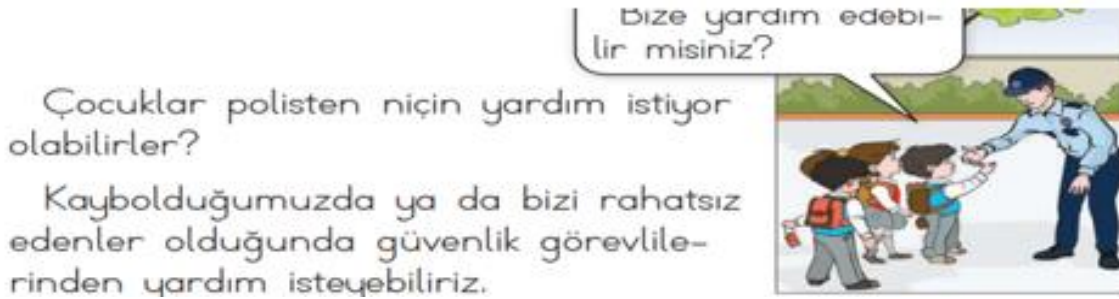 Bize yardım edebi-
lir misiniz?
Çocuklar polisten niçin yardım istiyor
olabilirler?
Kaybolduğumuzda ya da bizi rahatsız
edenler olduğunda güvenlik görevlile-
rinden yardım isteyebiliriz.